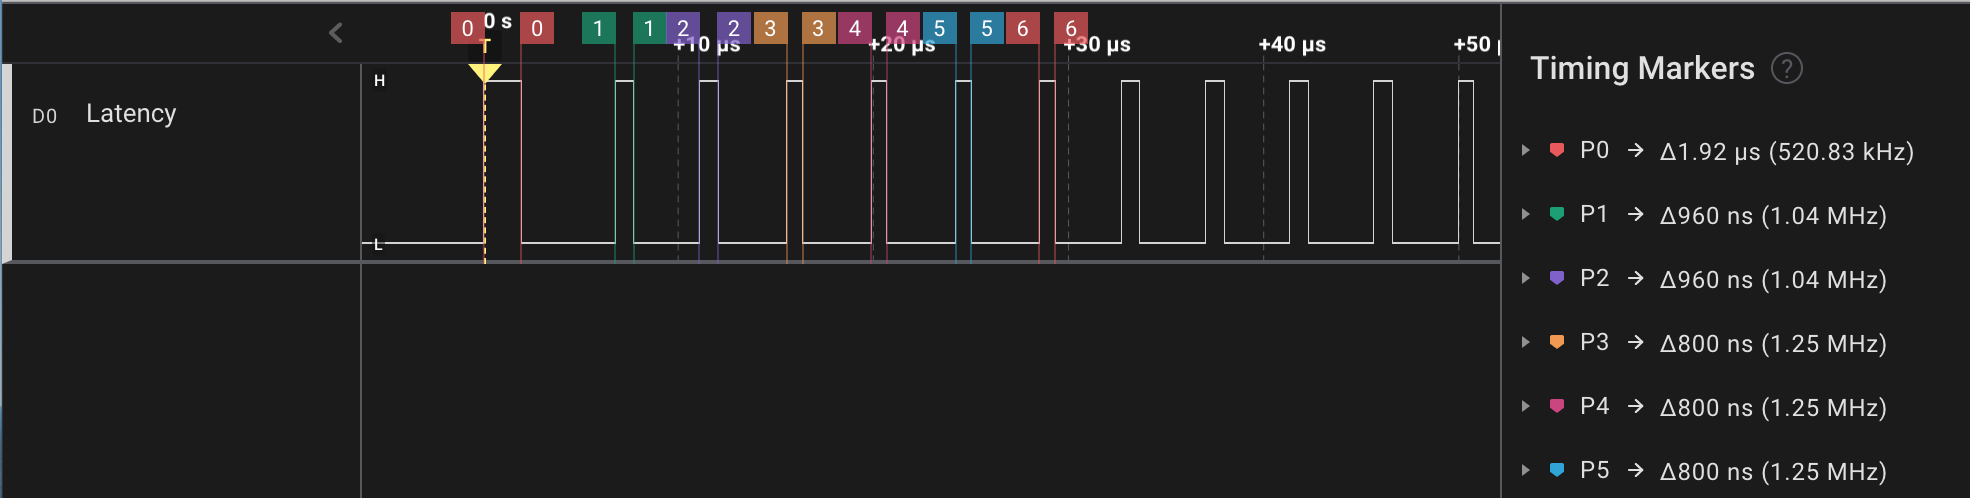 0 0 s 0 1 1 2 2 3 3 4 4 5 5 6 6
T +10 µs +20 µs +30 µs +40 µs +50
Timing Markers ?
H
D0 Latency
L
P0 → Δ1.92 µs (520.83 kHz)
P1 → Δ960 ns (1.04 MHz)
P2 → Δ960 ns (1.04 MHz)
P3 → Δ800 ns (1.25 MHz)
P4 → Δ800 ns (1.25 MHz)
P5 → Δ800 ns (1.25 MHz)